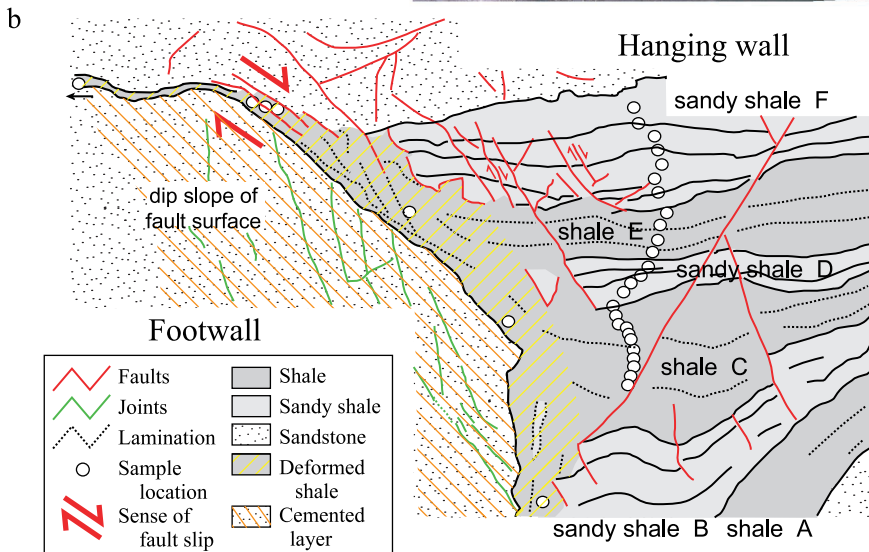 b
Hanging wall
sandy shale F
dip slope of
fault surface
shale E
sandy shale D
Footwall
shale C
Faults
Joints
Lamination
Sample
location
Sense of
fault slip
Shale
Sandy shale
Sandstone
Deformed
shale
Cemented
layer
sandy shale B shale A